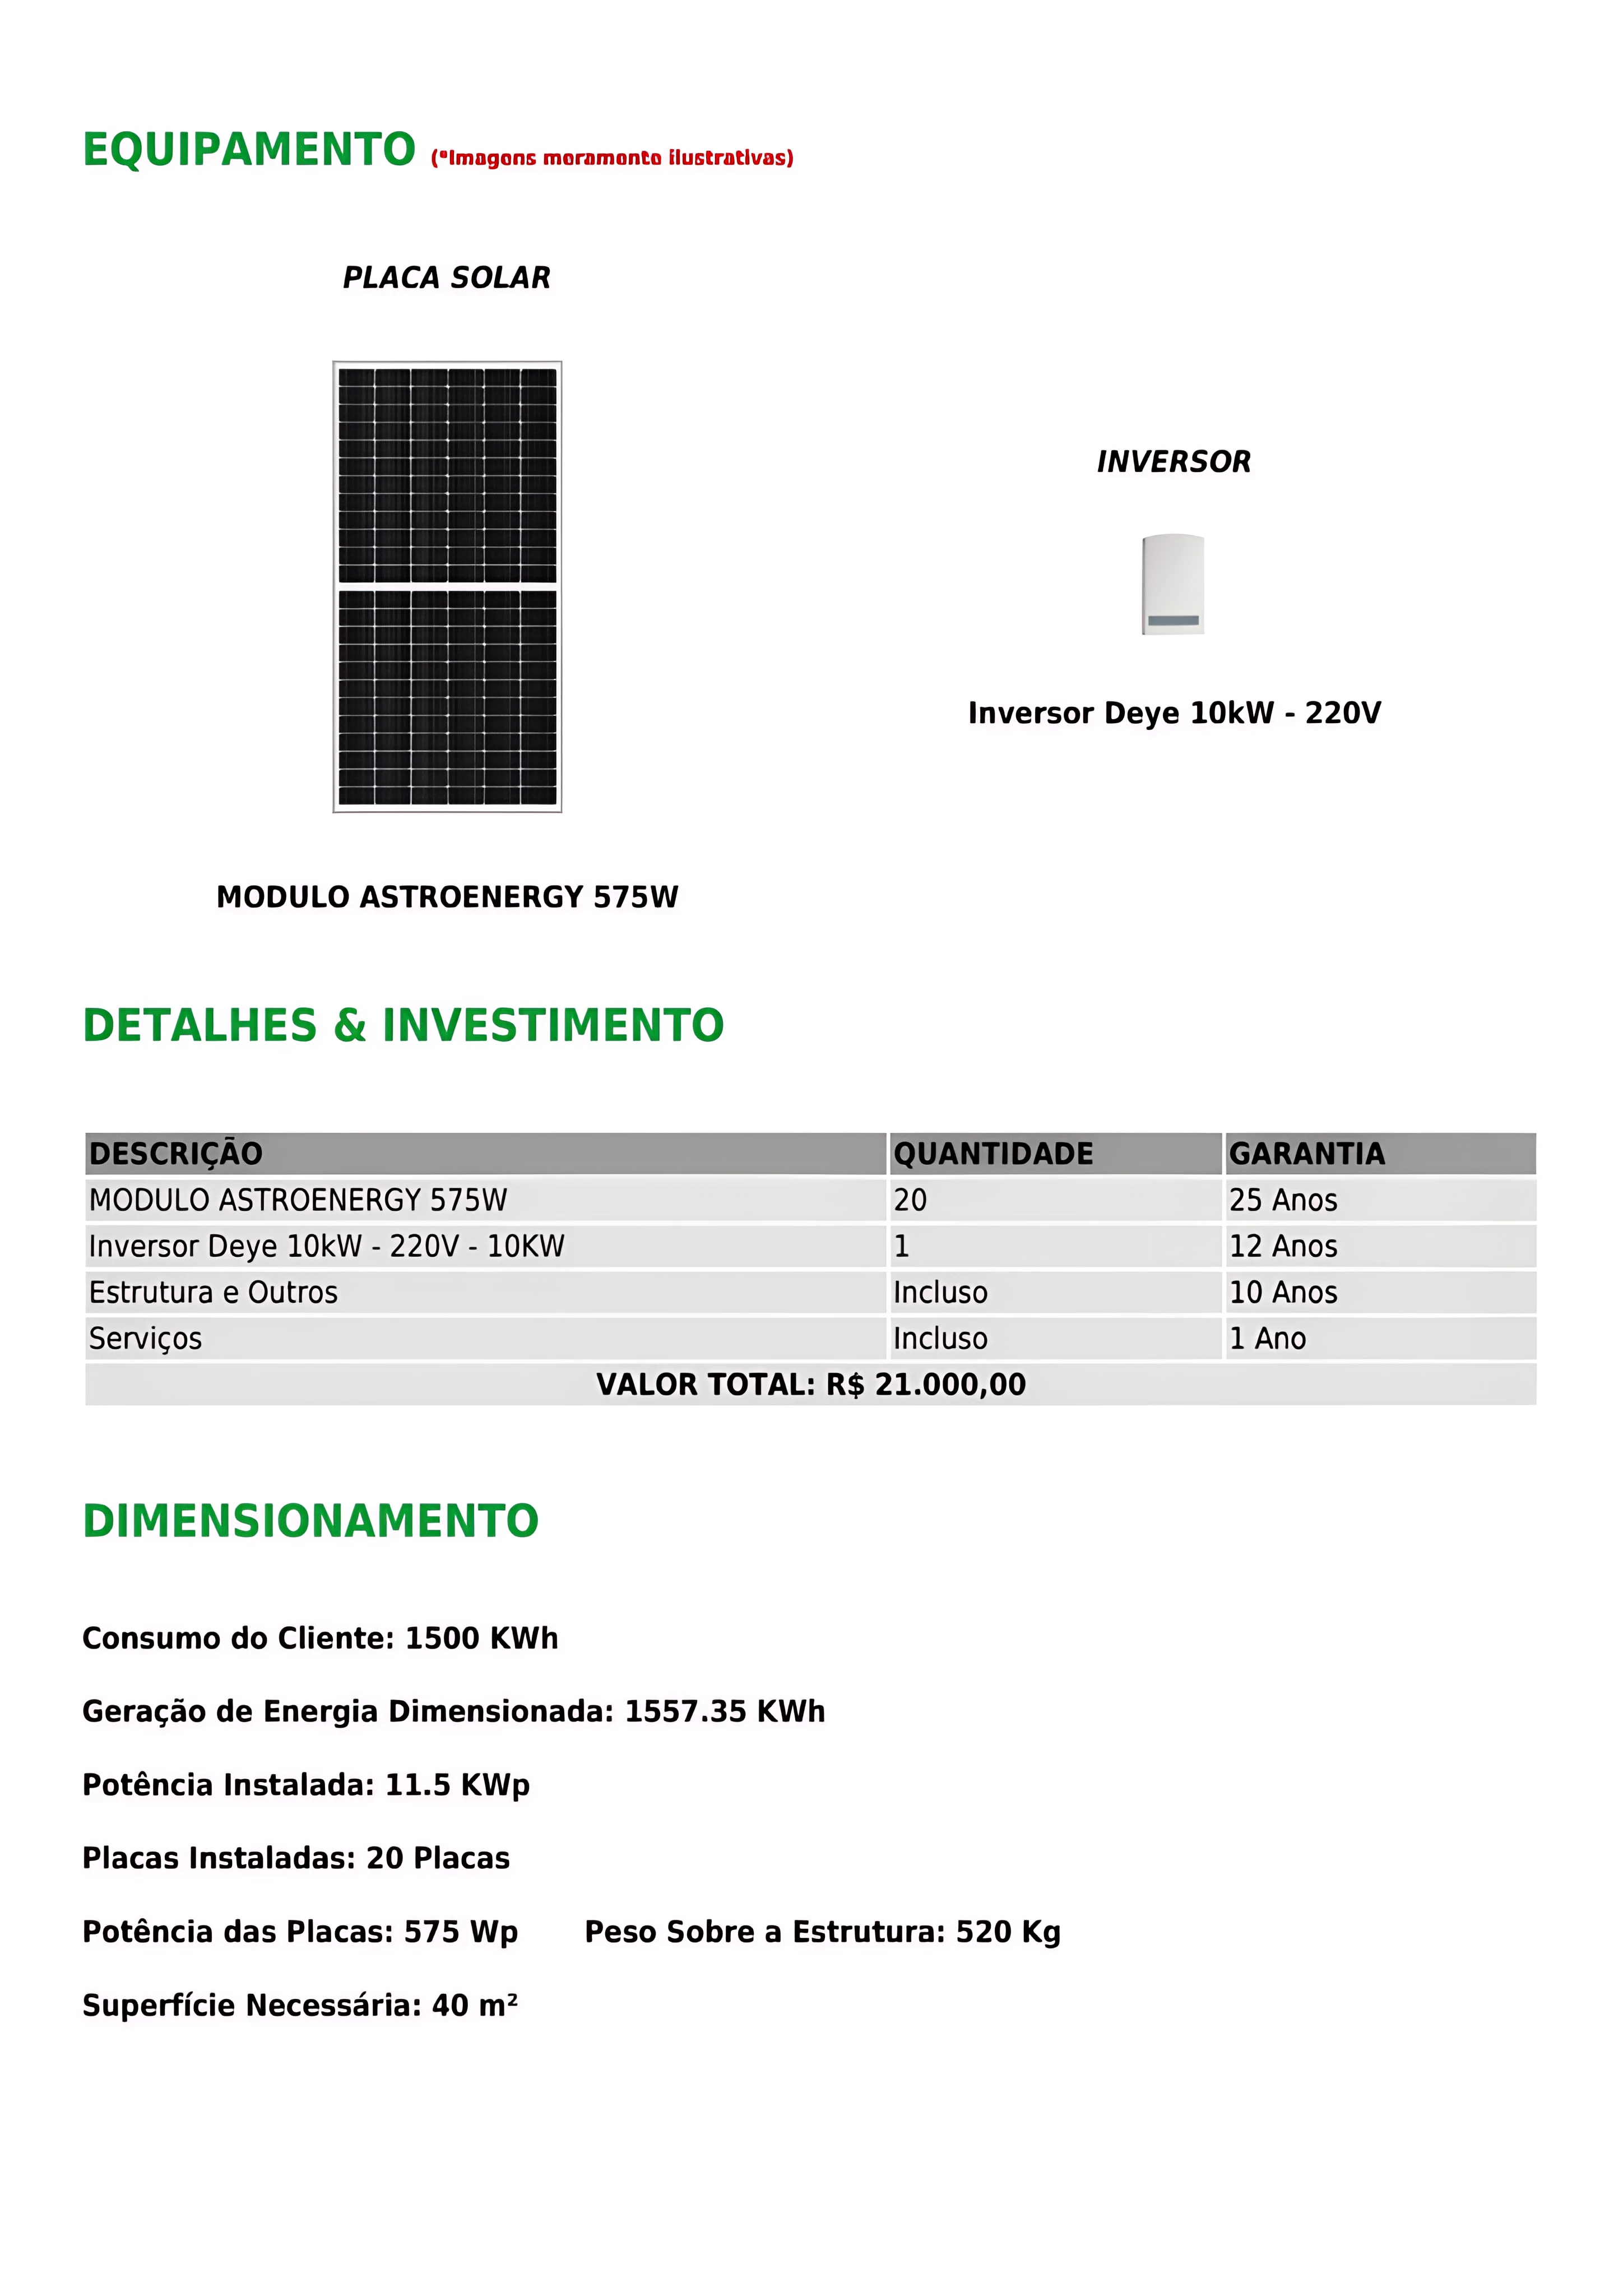 EQUIPAMENTO (*Imagons moramonto ilustrativas)
PLACA SOLAR
INVERSOR
Inversor Deye 10kW - 220V
MODULO ASTROENERGY 575W
DETALHES & INVESTIMENTO
DESCRIÇÃO QUANTIDADE GARANTIA
MODULO ASTROENERGY 575W 20 25 Anos
Inversor Deye 10kW - 220V - 10KW 1 12 Anos
Estrutura e Outros Incluso 10 Anos
Serviços Incluso 1 Ano
VALOR TOTAL: R$ 21.000,00
DIMENSIONAMENTO
Consumo do Cliente: 1500 KWh
Geração de Energia Dimensionada: 1557.35 KWh
Potência Instalada: 11.5 KWp
Placas Instaladas: 20 Placas
Potência das Placas: 575 Wp Peso Sobre a Estrutura: 520 Kg
Superfície Necessária: 40 m²